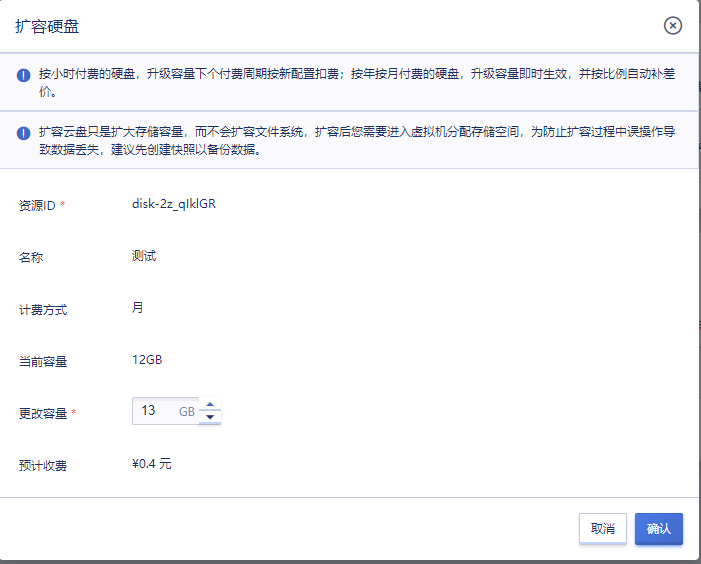 扩容硬盘
按小时付费的硬盘，升级容量下个付费周期按新配置扣费；按年按月付费的硬盘，升级容量即时生效，并按比例自动补差
价。
扩容云盘只是扩大存储容量，而不会扩容文件系统，扩容后您需要进入虚拟机分配存储空间，为防止扩容过程中误操作导
致数据丢失，建议先创建快照以备份数据。
资源ID * disk-2z_qIklGR
名称 测试
计费方式 月
当前容量 12GB
更改容量 * 13 GB
预计收费 ¥0.4 元
取消 确认